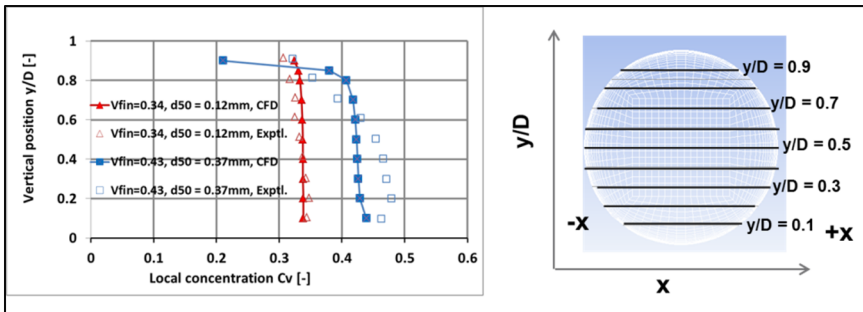 Vertical position y/D [-]
1
0.8
0.6
0.4
0.2
0
Vfin=0.34, d50 = 0.12mm, CFD
Vfin=0.34, d50 = 0.12mm, Exptl.
Vfin=0.43, d50 = 0.37mm, CFD
Vfin=0.43, d50 = 0.37mm, Exptl.
0 0.1 0.2 0.3 0.4 0.5 0.6
Local concentration Cv [-]
y/D
y/D = 0.9
y/D = 0.7
y/D = 0.5
y/D = 0.3
y/D = 0.1
-x
+x
x